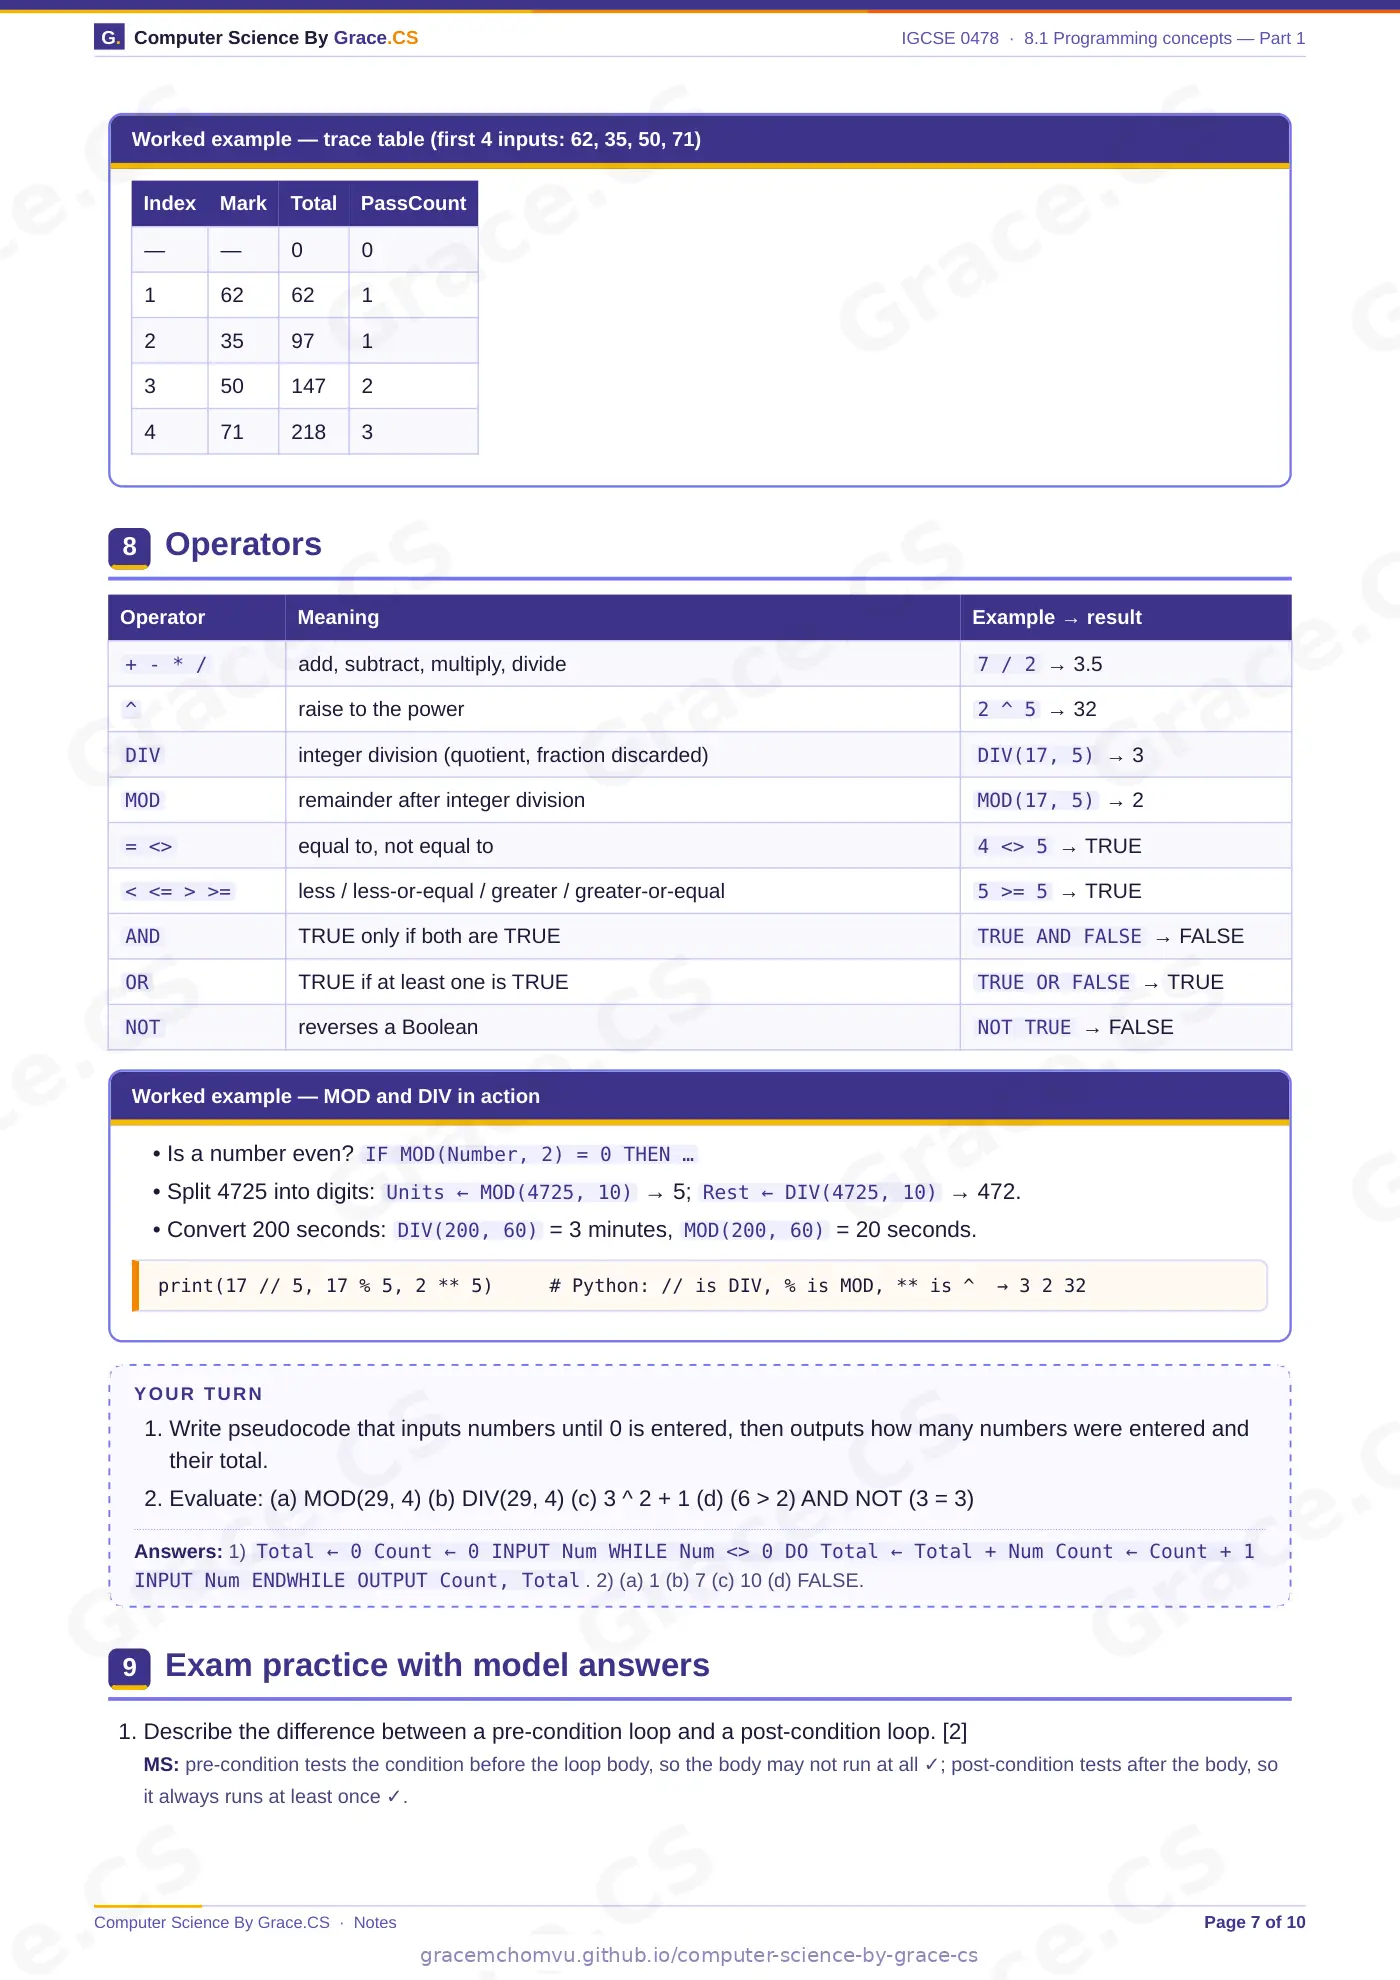 G. Computer Science By Grace.CS
IGCSE 0478 · 8.1 Programming concepts — Part 1
Worked example — trace table (first 4 inputs: 62, 35, 50, 71)
Index Mark Total PassCount
— — 0 0
1 62 62 1
2 35 97 1
3 50 147 2
4 71 218 3
8 Operators
Operator Meaning Example → result
+ - * / add, subtract, multiply, divide 7 / 2 → 3.5
^ raise to the power 2 ^ 5 → 32
DIV integer division (quotient, fraction discarded) DIV(17, 5) → 3
MOD remainder after integer division MOD(17, 5) → 2
= <> equal to, not equal to 4 <> 5 → TRUE
< <= > >= less / less-or-equal / greater / greater-or-equal 5 >= 5 → TRUE
AND TRUE only if both are TRUE TRUE AND FALSE → FALSE
OR TRUE if at least one is TRUE TRUE OR FALSE → TRUE
NOT reverses a Boolean NOT TRUE → FALSE
Worked example — MOD and DIV in action
• Is a number even? IF MOD(Number, 2) = 0 THEN …
• Split 4725 into digits: Units ← MOD(4725, 10) → 5; Rest ← DIV(4725, 10) → 472.
• Convert 200 seconds: DIV(200, 60) = 3 minutes, MOD(200, 60) = 20 seconds.
print(17 // 5, 17 % 5, 2 ** 5) # Python: // is DIV, % is MOD, ** is ^ → 3 2 32
YOUR TURN
1. Write pseudocode that inputs numbers until 0 is entered, then outputs how many numbers were entered and
their total.
2. Evaluate: (a) MOD(29, 4) (b) DIV(29, 4) (c) 3 ^ 2 + 1 (d) (6 > 2) AND NOT (3 = 3)
Answers: 1) Total ← 0 Count ← 0 INPUT Num WHILE Num <> 0 DO Total ← Total + Num Count ← Count + 1
INPUT Num ENDWHILE OUTPUT Count, Total . 2) (a) 1 (b) 7 (c) 10 (d) FALSE.
9 Exam practice with model answers
1. Describe the difference between a pre-condition loop and a post-condition loop. [2]
MS: pre-condition tests the condition before the loop body, so the body may not run at all ✓; post-condition tests after the body, so
it always runs at least once ✓.
Computer Science By Grace.CS · Notes
Page 7 of 10
gracemchomvu.github.io/computer-science-by-grace-cs